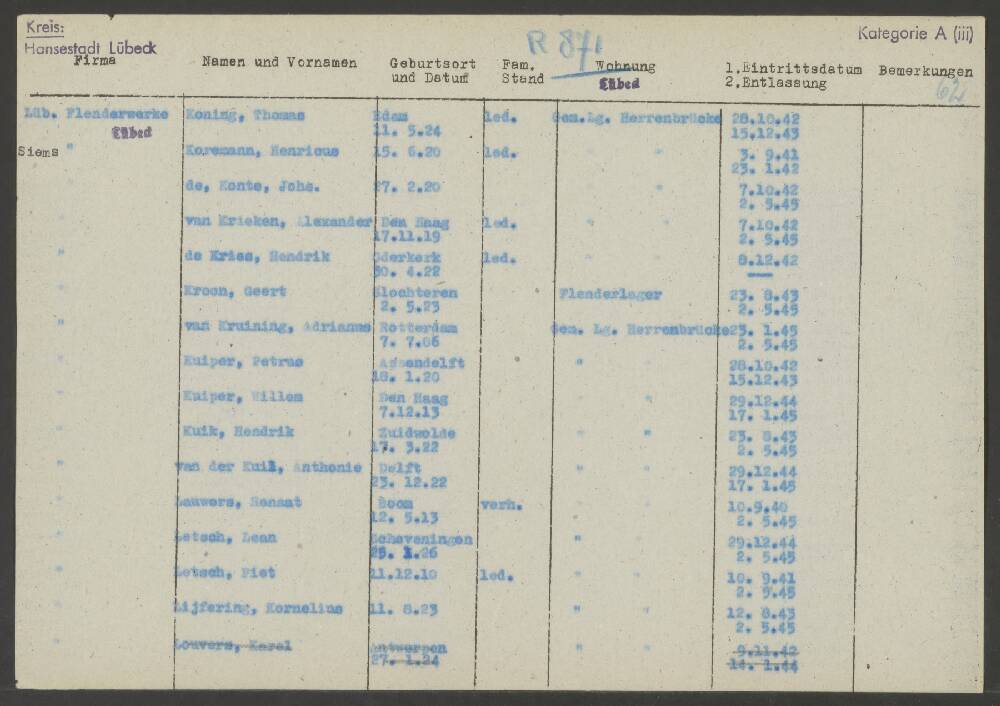 Kreis:
Hansestadt Lübeck
Kategorie A (iii)
R 871
Firma Namen und Vornamen Geburtsort und Datum Fam. Stand Wohnung Lübeck 1.Eintrittsdatum 2.Entlassung Bemerkungen
62
Lüb. Flenderwerke Koning, Thomas Edam led. Gem.Lg. Herrenbrücke 28.10.42
Lübeck 11. 5.24 15.12.43
Siems " Koremann, Henricus 15. 6.20 led. " " 3. 9.41
23. 1.42
" de, Konte, Johs. 27. 2.20 " 7.10.42
2. 5.45
" van Krieken, Alexander Den Haag led. " " 7.10.42
17.11.19 2. 5.45
" de Kries, Hendrik Oderkerk led. 8.12.42
30. 4.22
" Kroon, Geert Slochteren Flenderlager 23. 8.43
2. 5.23 2. 5.45
" van Kruining, Adrianus Rotterdam Gem. Lg. Herrenbrücke 23. 1.45
7. 7.06 2. 5.45
" Kuiper, Petrus Assendelft " 28.10.42
18. 1.20 15.12.43
" Kuiper, Willem Den Haag " " 29.12.44
7.12.13 17. 1.45
" Kuik, Hendrik Zuidwolde " " 23. 8.43
17. 3.22 2. 5.45
" van der Kuil, Anthonie Delft " " 29.12.44
23. 12.22 17. 1.45
" Lauwers, Renaat Boom verh. " " 10.9.40
12. 5.13 2. 5.45
" Letsch, Leen Scheveningen " 29.12.44
25. 1.26 2. 5.45
" Letsch, Piet 11.12.10 led. " " 10. 9.41
2. 5.45
" Lijfering, Kornelius 11. 8.23 " " 12. 8.43
2. 5.45
" Louvers, Karel Antwerpen " " 9.11.42
27. 1.24 14. 1.44